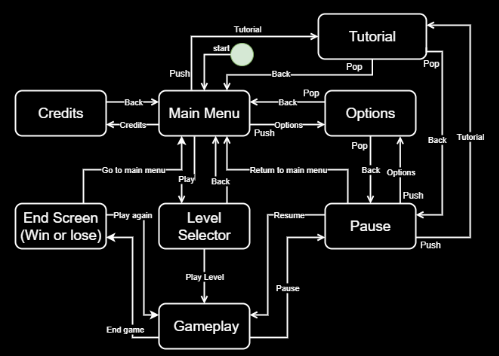 Tutorial
Tutorial
start
Pop
Pop
Push
Back
Credits
Back
Main Menu
Pop
Back
Options
Credits
Push
Options
Pop
Back
Tutorial
Go to main menu
Play
Back
Return to main menu
Back
Options
Push
End Screen
(Win or lose)
Play again
Level
Selector
Resume
Pause
Push
Play Level
Pause
End game
Gameplay